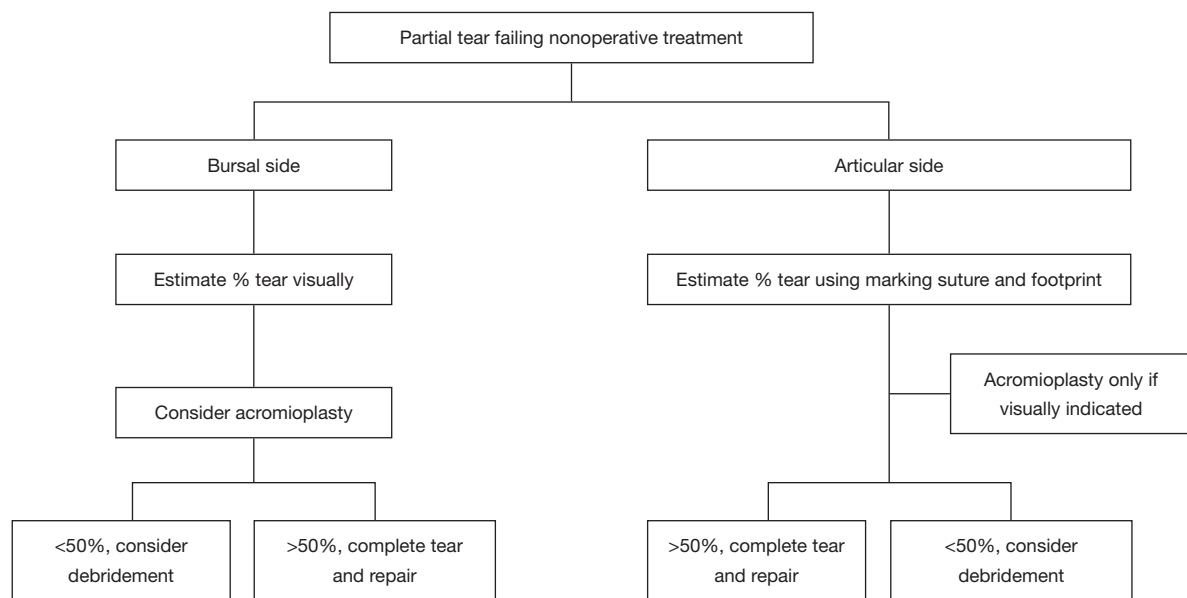 Partial tear failing nonoperative treatment
Bursal side
Articular side
Estimate % tear visually
Estimate % tear using marking suture and footprint
Acromioplasty only if
visually indicated
Consider acromioplasty
<50%, consider
debridement
>50%, complete tear
and repair
>50%, complete tear
and repair
<50%, consider
debridement